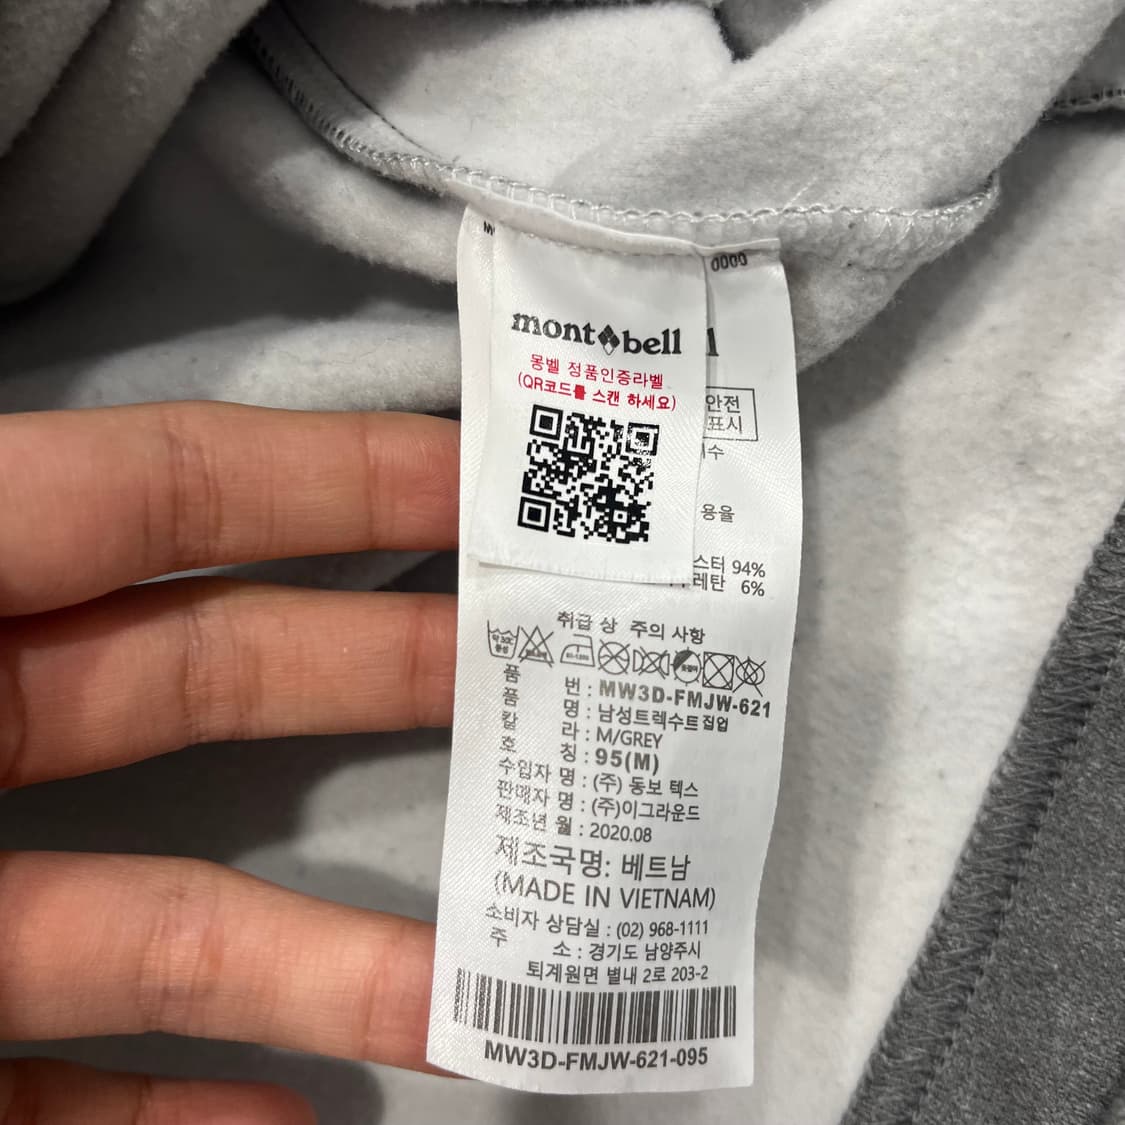 0000
mont bell
몽벨 정품인증라벨
(QR코드를 스캔 하세요)
안전
표시
용율
스터 94%
레탄 6%
취급 상 주의 사항
품 번 : MW3D-FMJW-621
품 명 : 남성트렉수트집업
칼 라 : M/GREY
호 칭 : 95(M)
수입자 명 : (주) 동보 텍스
판매자 명 : (주)이그라운드
제조년 월 : 2020.08
제조국명: 베트남
(MADE IN VIETNAM)
소비자 상담실 : (02) 968-1111
주 소 : 경기도 남양주시
퇴계원면 별내 2로 203-2
MW3D-FMJW-621-095